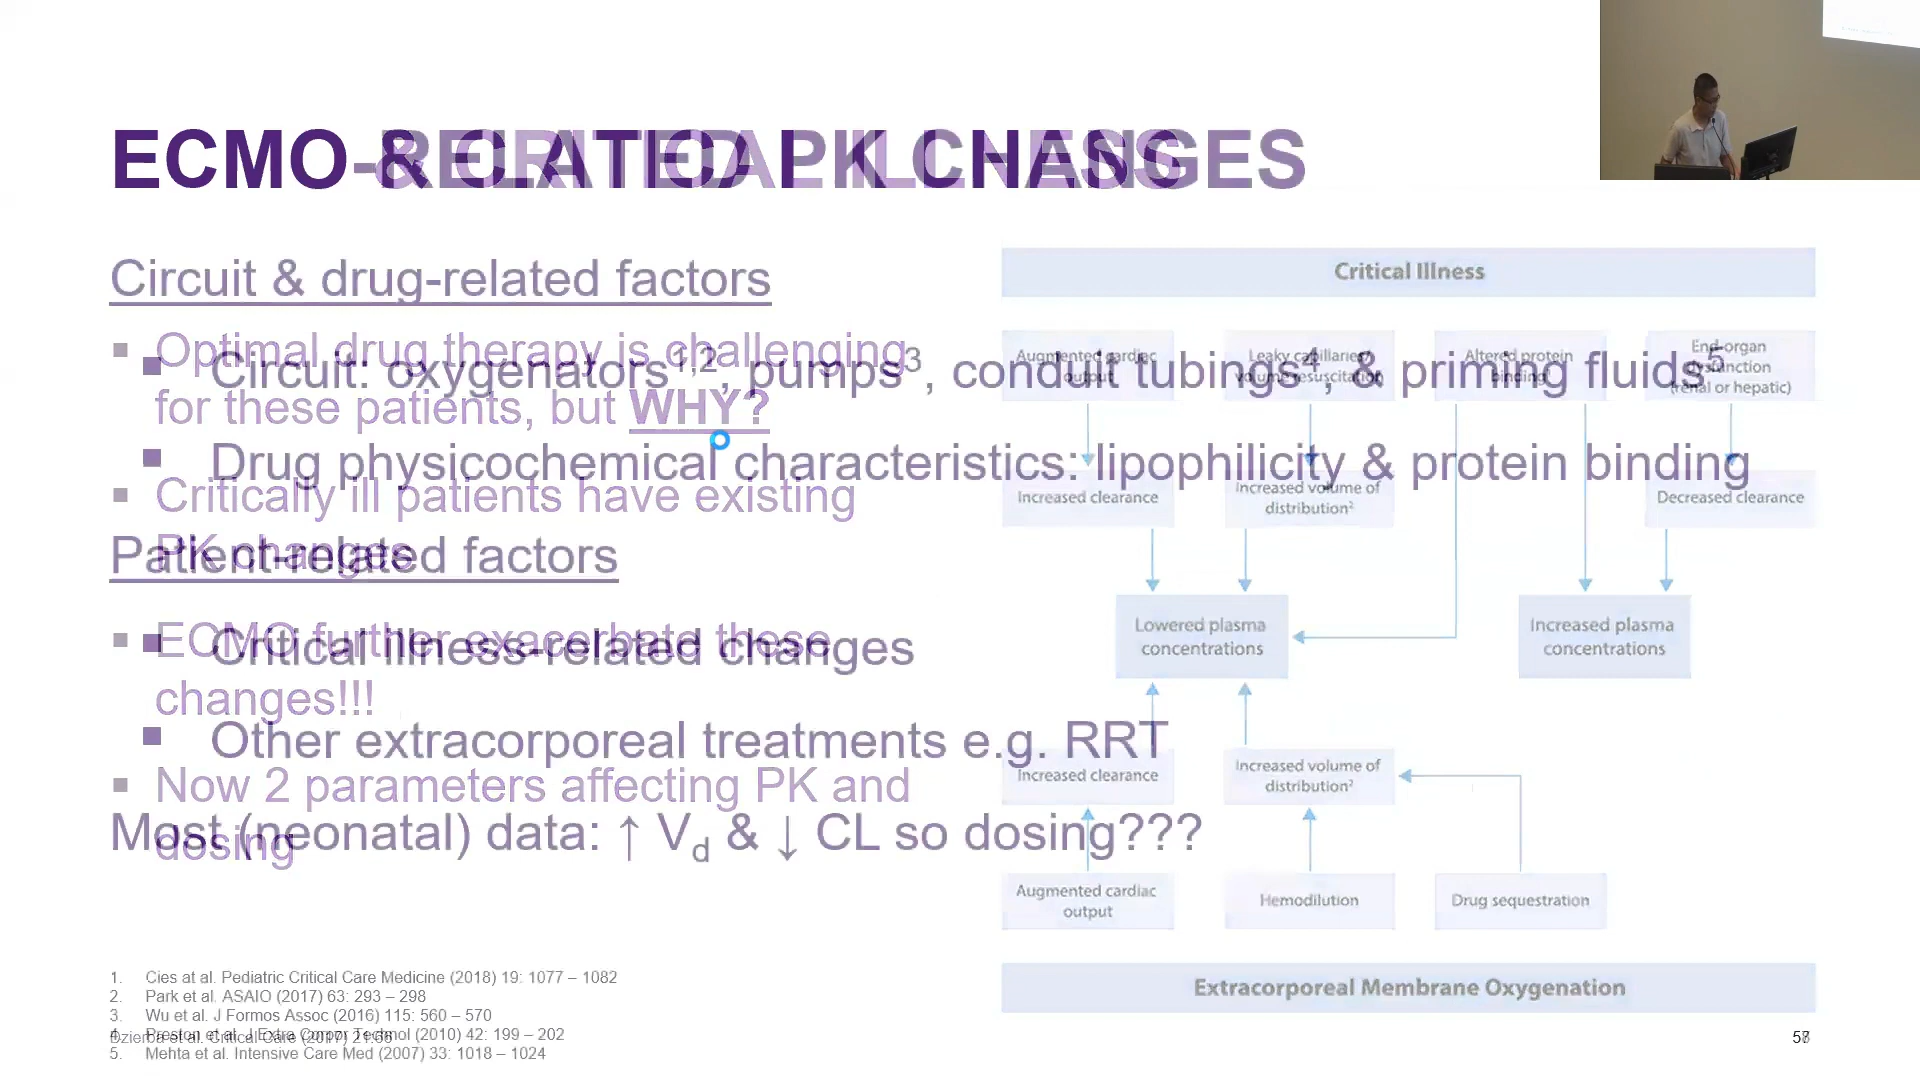 ECMO & CRITICAL ILLNESS
Optimal drug therapy is challenging
for these patients, but WHY?
Critically ill patients have existing
PK changes
ECMO further exacerbate these
changes!!!
Now 2 parameters affecting PK and
dosing
Critical Illness
Augmented cardiac
output
Leaky capillaries/
volume resuscitation
Altered protein
binding
End-organ
dysfunction
(renal or hepatic)
Increased clearance
Increased volume of
distribution²
Decreased clearance
Lowered plasma
concentrations
Increased plasma
concentrations
Increased clearance
Increased volume of
distribution²
Augmented cardiac
output
Hemodilution
Drug sequestration
Extracorporeal Membrane Oxygenation
Dzierba et al. Critical Care (2017) 21:66
ECMO-RELATED PK CHANGES
Circuit & drug-related factors
Circuit: oxygenators1,2, pumps3, conduit tubings4, & priming fluids5
Drug physicochemical characteristics: lipophilicity & protein binding
Patient-related factors
Critical illness-related changes
Other extracorporeal treatments e.g. RRT
Most (neonatal) data: ↑ Vd & ↓ CL so dosing???
1. Cies at al. Pediatric Critical Care Medicine (2018) 19: 1077 – 1082
2. Park et al. ASAIO (2017) 63: 293 – 298
3. Wu et al. J Formos Assoc (2016) 115: 560 – 570
4. Preston et al. J Extra Corpor Technol (2010) 42: 199 – 202
5. Mehta et al. Intensive Care Med (2007) 33: 1018 – 1024